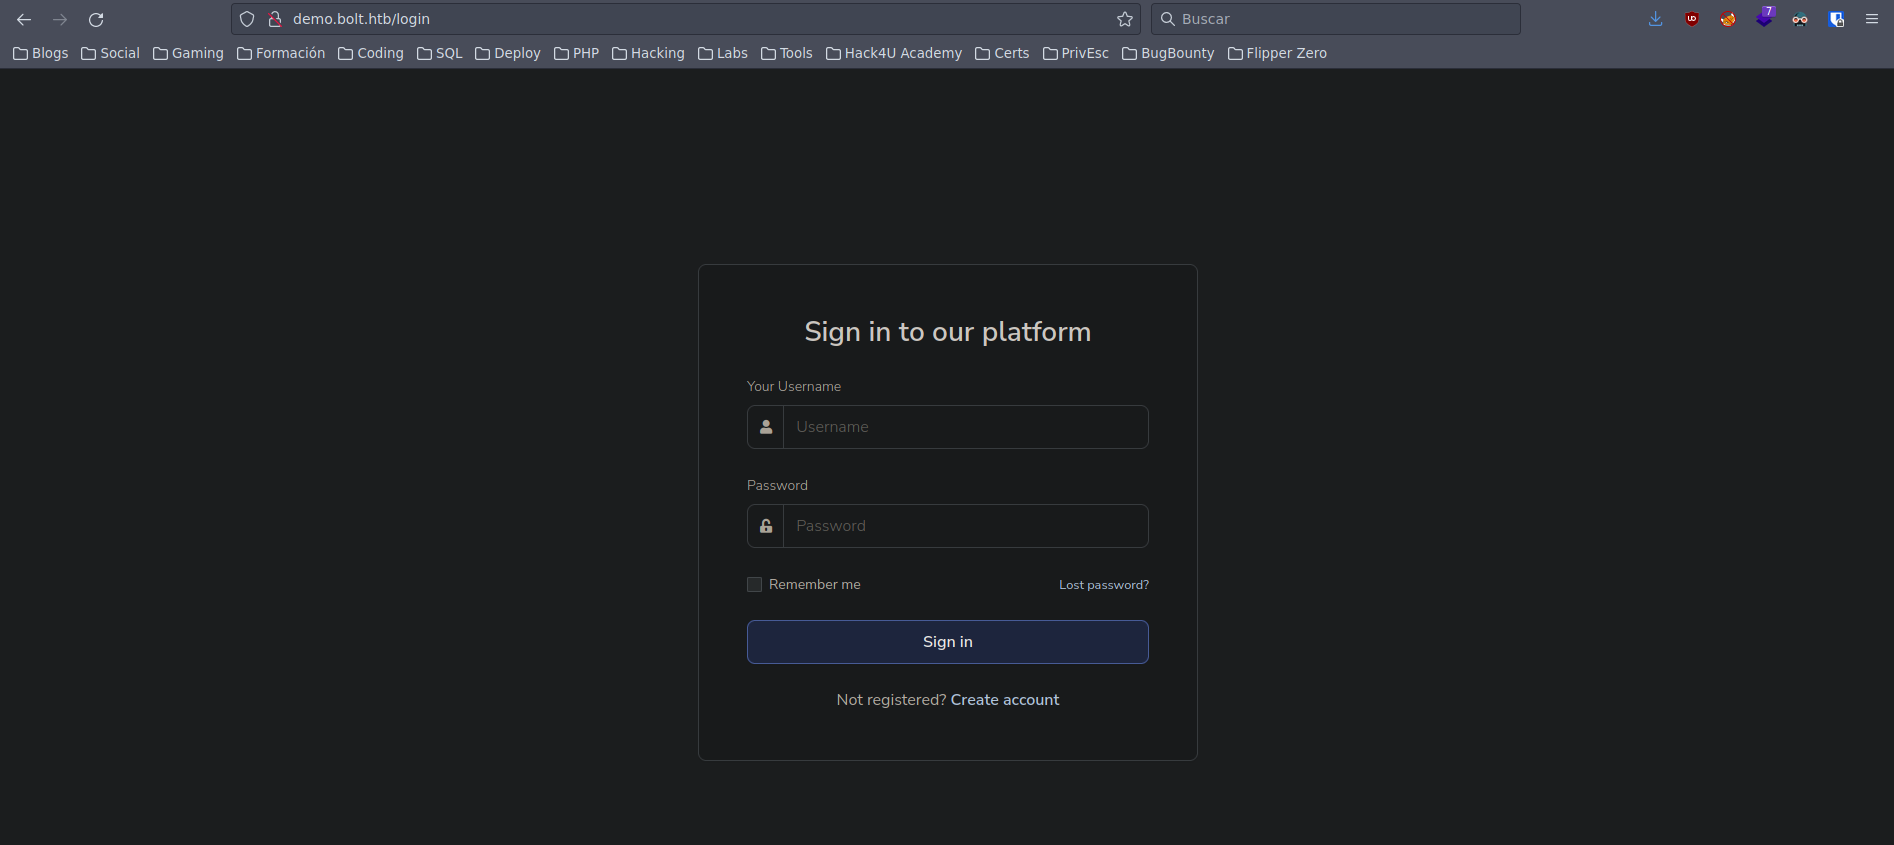 demo.bolt.htb/login
Buscar
7
Blogs Social Gaming Formación Coding SQL Deploy PHP Hacking Labs Tools Hack4U Academy Certs PrivEsc BugBounty Flipper Zero
Sign in to our platform
Your Username
Username
Password
Password
Remember me Lost password?
Sign in
Not registered? Create account